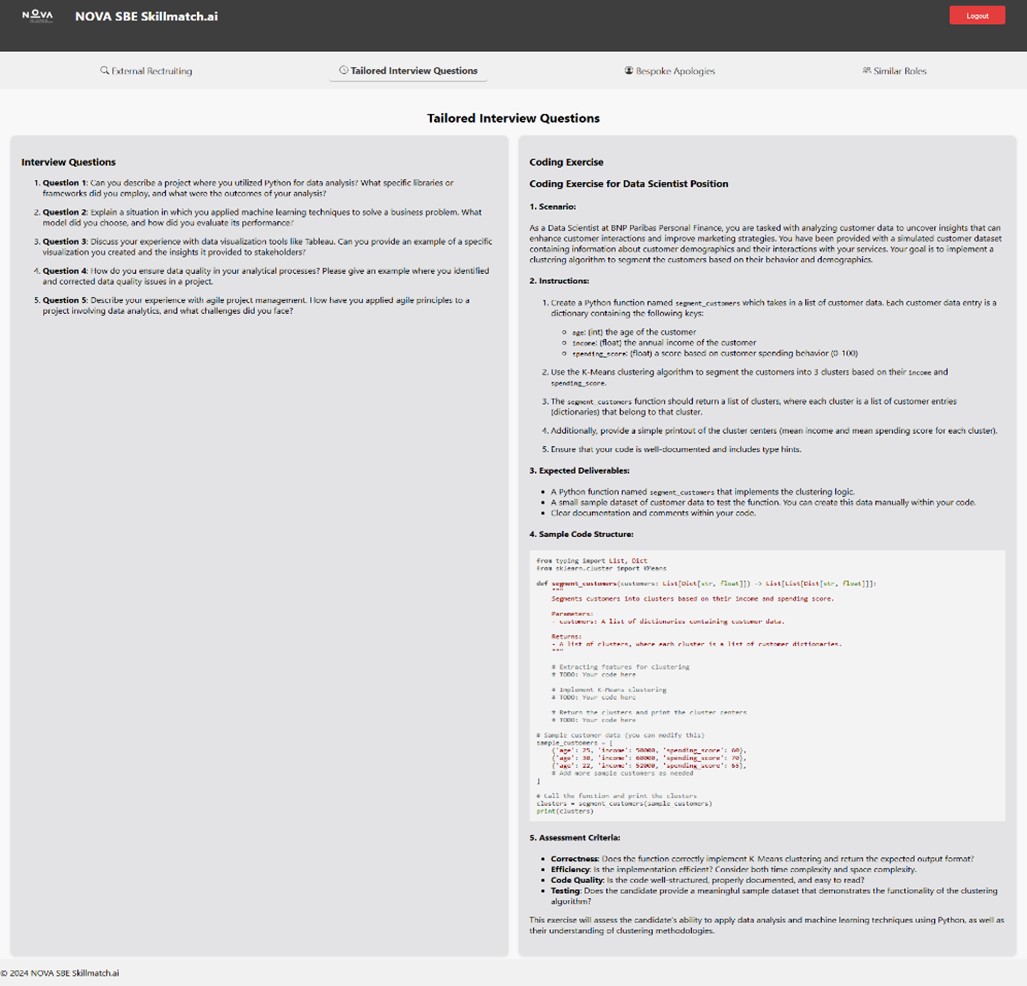 NOVA
NOVA SBE Skillmatch.ai
Logout
External Rectruiting
Tailored Interview Questions
Bespoke Apologies
Similar Roles
Tailored Interview Questions
Interview Questions
1. Question 1: Can you describe a project where you utilized Python for data analysis? What specific libraries or
frameworks did you employ, and what were the outcomes of your analysis?
2. Question 2: Explain a situation in which you applied machine learning techniques to solve a business problem. What
model did you choose, and how did you evaluate its performance?
3. Question 3: Discuss your experience with data visualization tools like Tableau. Can you provide an example of a specific
visualization you created and the insights it provided to stakeholders?
4. Question 4: How do you ensure data quality in your analytical processes? Please give an example where you identified
and corrected data quality issues in a project.
5. Question 5: Describe your experience with agile project management. How have you applied agile principles to a
project involving data analytics, and what challenges did you face?
Coding Exercise
Coding Exercise for Data Scientist Position
1. Scenario:
As a Data Scientist at BNP Paribas Personal Finance, you are tasked with analyzing customer data to uncover insights that can
enhance customer interactions and improve marketing strategies. You have been provided with a simulated customer dataset
containing information about customer demographics and their interactions with your services. Your goal is to implement a
clustering algorithm to segment the customers based on their behavior and demographics.
2. Instructions:
1. Create a Python function named segment_customers which takes in a list of customer data. Each customer data entry is a
dictionary containing the following keys:
age: (int) the age of the customer
income: (float) the annual income of the customer
spending_score: (float) a score based on customer spending behavior (0-100)
2. Use the K-Means clustering algorithm to segment the customers into 3 clusters based on their income and
spending_score.
3. The segment_customers function should return a list of clusters, where each cluster is a list of customer entries
(dictionaries) that belong to that cluster.
4. Additionally, provide a simple printout of the cluster centers (mean income and mean spending score for each cluster).
5. Ensure that your code is well-documented and includes type hints.
3. Expected Deliverables:
A Python function named segment_customers that implements the clustering logic.
A small sample dataset of customer data to test the function. You can create this data manually within your code.
Clear documentation and comments within your code.
4. Sample Code Structure:
from typing import List, Dict
from sklearn.cluster import KMeans
def segment_customers(customers: List[Dict[str, float]]) -> List[List[Dict[str, float]]]:
"""
Segments customers into clusters based on their income and spending score.
Parameters:
- customers: A list of dictionaries containing customer data.
Returns:
- A list of clusters, where each cluster is a list of customer dictionaries.
"""
# Extracting features for clustering
# TODO: Your code here
# Implement K-Means clustering
# TODO: Your code here
# Return the clusters and print the cluster centers
# TODO: Your code here
# Sample customer data (you can modify this)
sample_customers = [
{'age': 25, 'income': 50000, 'spending_score': 60},
{'age': 30, 'income': 60000, 'spending_score': 70},
{'age': 22, 'income': 52000, 'spending_score': 65},
# Add more sample customers as needed
]
# Call the function and print the clusters
clusters = segment_customers(sample_customers)
print(clusters)
5. Assessment Criteria:
Correctness: Does the function correctly implement K-Means clustering and return the expected output format?
Efficiency: Is the implementation efficient? Consider both time complexity and space complexity.
Code Quality: Is the code well-structured, properly documented, and easy to read?
Testing: Does the candidate provide a meaningful sample dataset that demonstrates the functionality of the clustering
algorithm?
This exercise will assess the candidate's ability to apply data analysis and machine learning techniques using Python, as well as
their understanding of clustering methodologies.
© 2024 NOVA SBE Skillmatch.ai